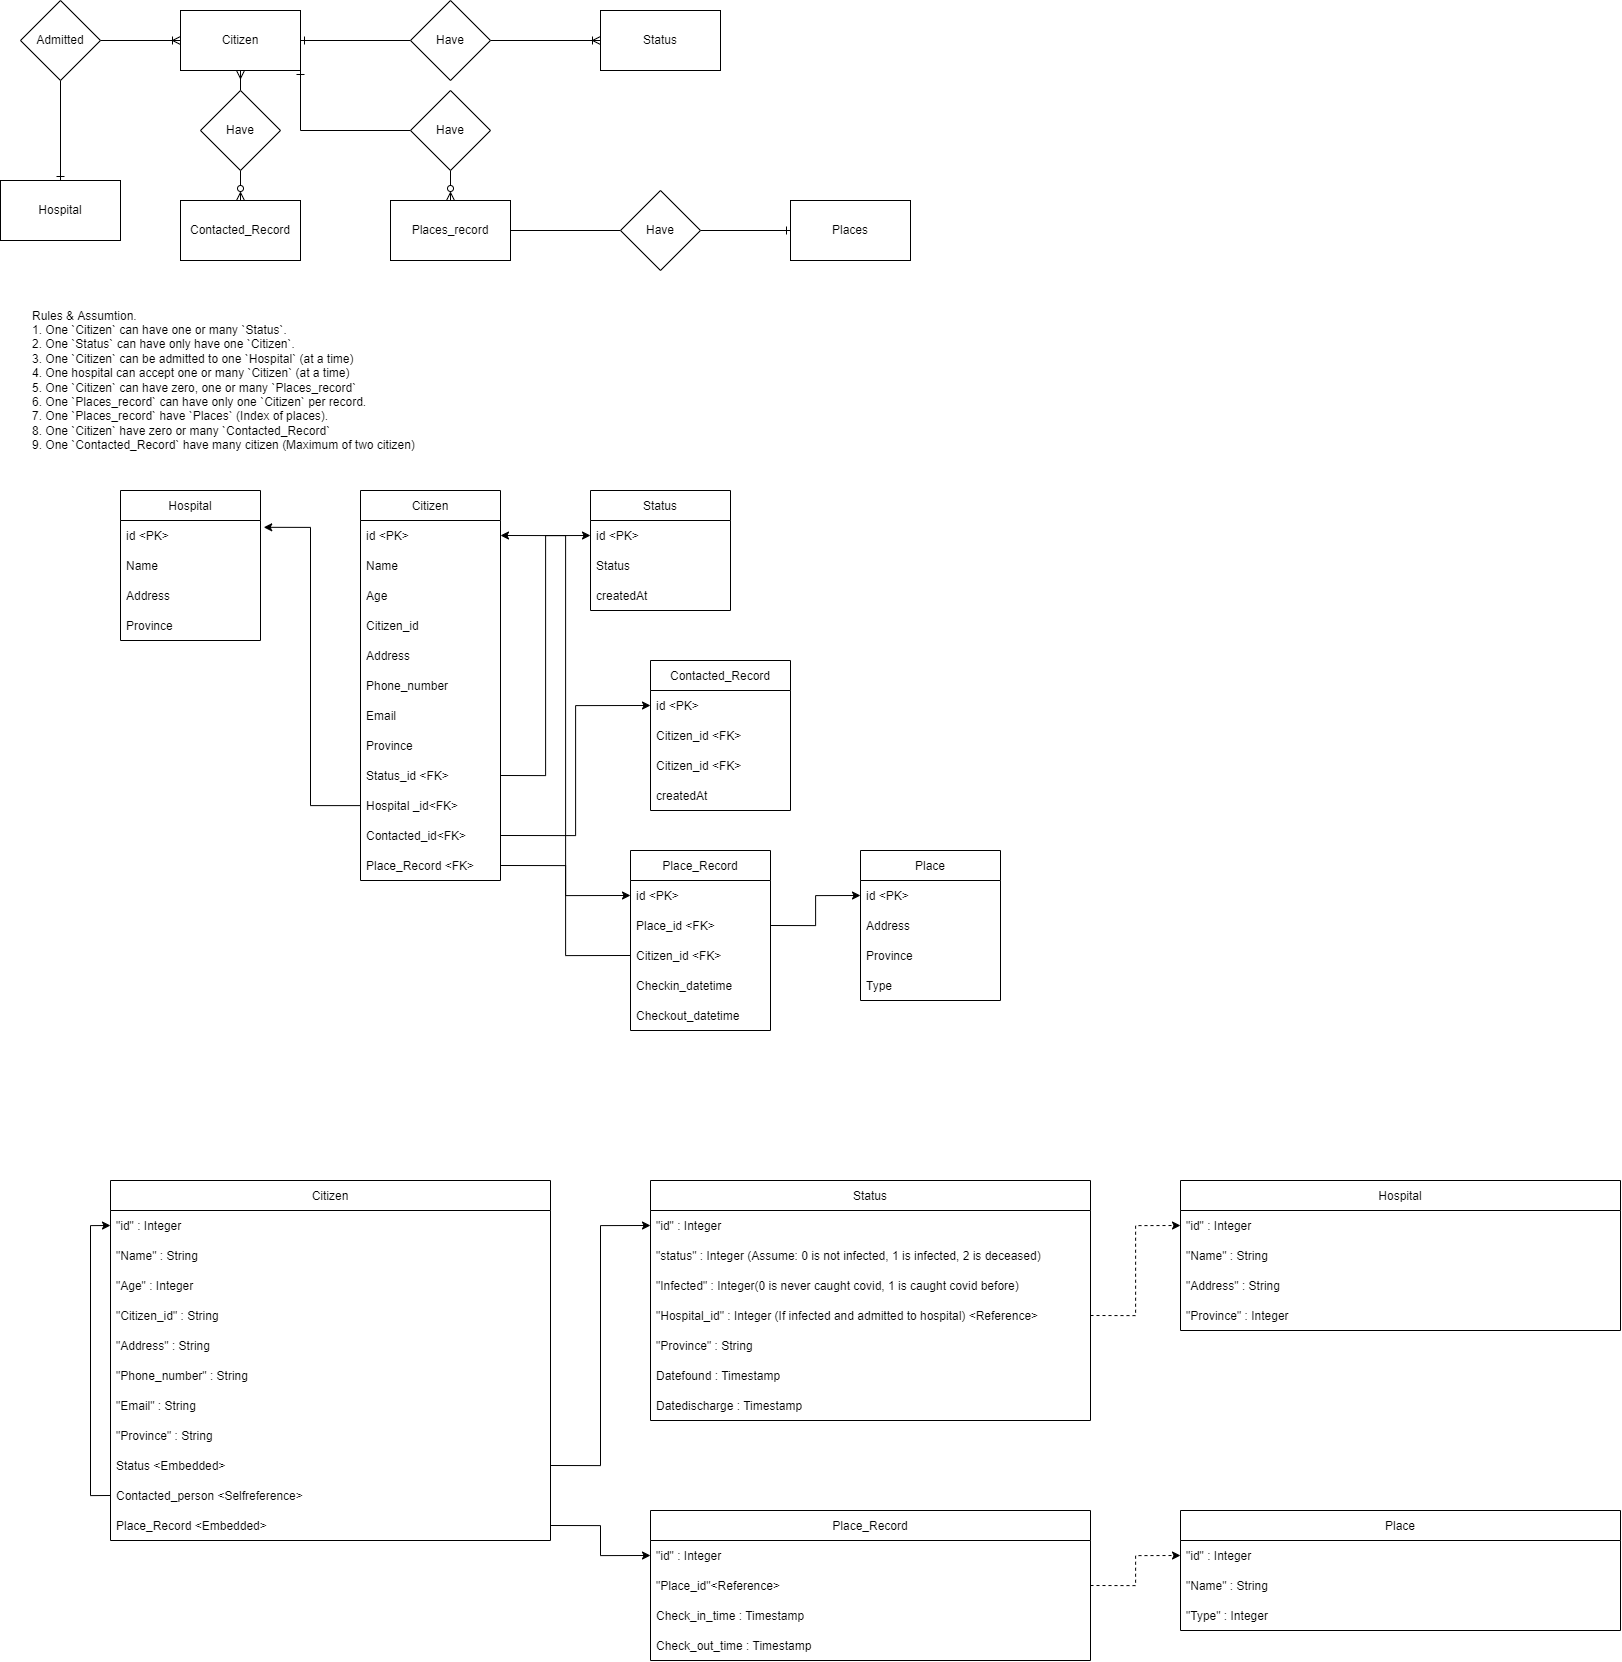 Admitted
Citizen
Have
Status
Have
Have
Hospital
Contacted_Record
Places_record
Have
Places
Rules & Assumtion.
1. One `Citizen` can have one or many `Status`.
2. One `Status` can have only have one `Citizen`.
3. One `Citizen` can be admitted to one `Hospital` (at a time)
4. One hospital can accept one or many `Citizen` (at a time)
5. One `Citizen` can have zero, one or many `Places_record`
6. One `Places_record` can have only one `Citizen` per record.
7. One `Places_record` have `Places` (Index of places).
8. One `Citizen` have zero or many `Contacted_Record`
9. One `Contacted_Record` have many citizen (Maximum of two citizen)
Hospital
id <PK>
Name
Address
Province
Citizen
id <PK>
Name
Age
Citizen_id
Address
Phone_number
Email
Province
Status_id <FK>
Hospital _id<FK>
Contacted_id<FK>
Place_Record <FK>
Status
id <PK>
Status
createdAt
Contacted_Record
id <PK>
Citizen_id <FK>
Citizen_id <FK>
createdAt
Place_Record
id <PK>
Place_id <FK>
Citizen_id <FK>
Checkin_datetime
Checkout_datetime
Place
id <PK>
Address
Province
Type
Citizen
"id" : Integer
"Name" : String
"Age" : Integer
"Citizen_id" : String
"Address" : String
"Phone_number" : String
"Email" : String
"Province" : String
Status <Embedded>
Contacted_person <Selfreference>
Place_Record <Embedded>
Status
"id" : Integer
"status" : Integer (Assume: 0 is not infected, 1 is infected, 2 is deceased)
"Infected" : Integer(0 is never caught covid, 1 is caught covid before)
"Hospital_id" : Integer (If infected and admitted to hospital) <Reference>
"Province" : String
Datefound : Timestamp
Datedischarge : Timestamp
Hospital
"id" : Integer
"Name" : String
"Address" : String
"Province" : Integer
Place_Record
"id" : Integer
"Place_id"<Reference>
Check_in_time : Timestamp
Check_out_time : Timestamp
Place
"id" : Integer
"Name" : String
"Type" : Integer